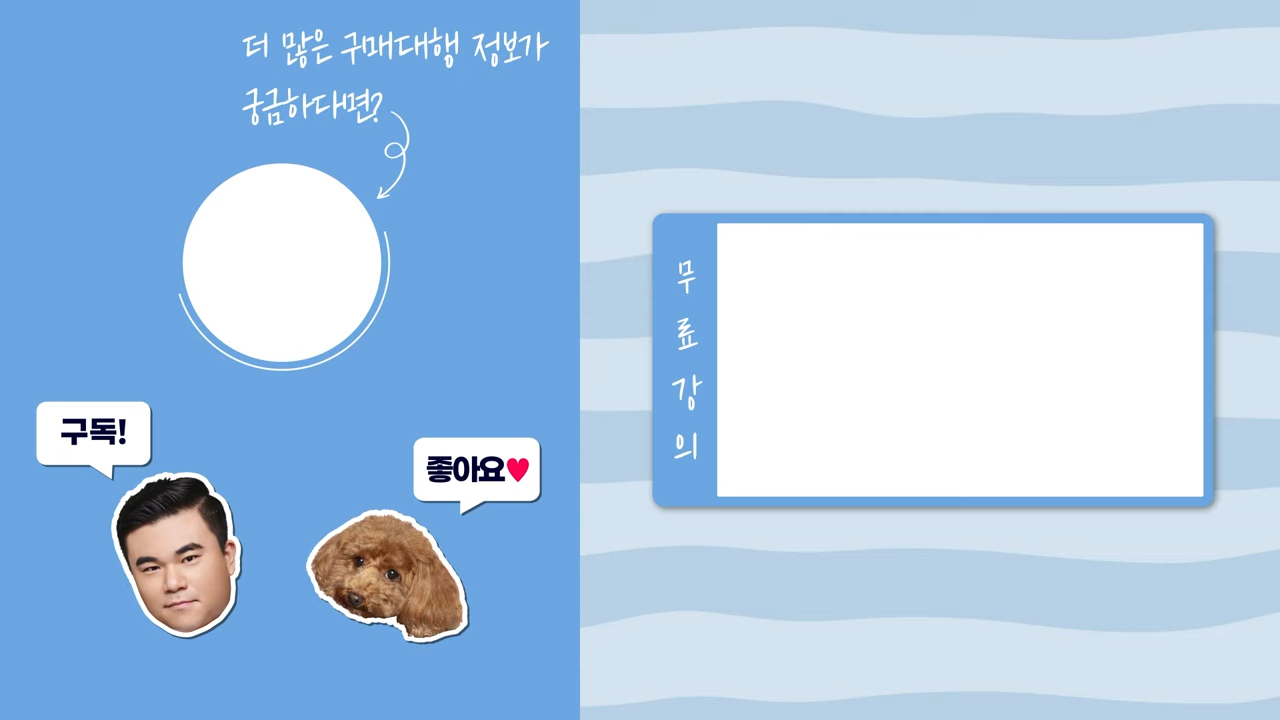 더 많은 구매대행 정보가
궁금하다면?
구독!
좋아요♥
무료강의